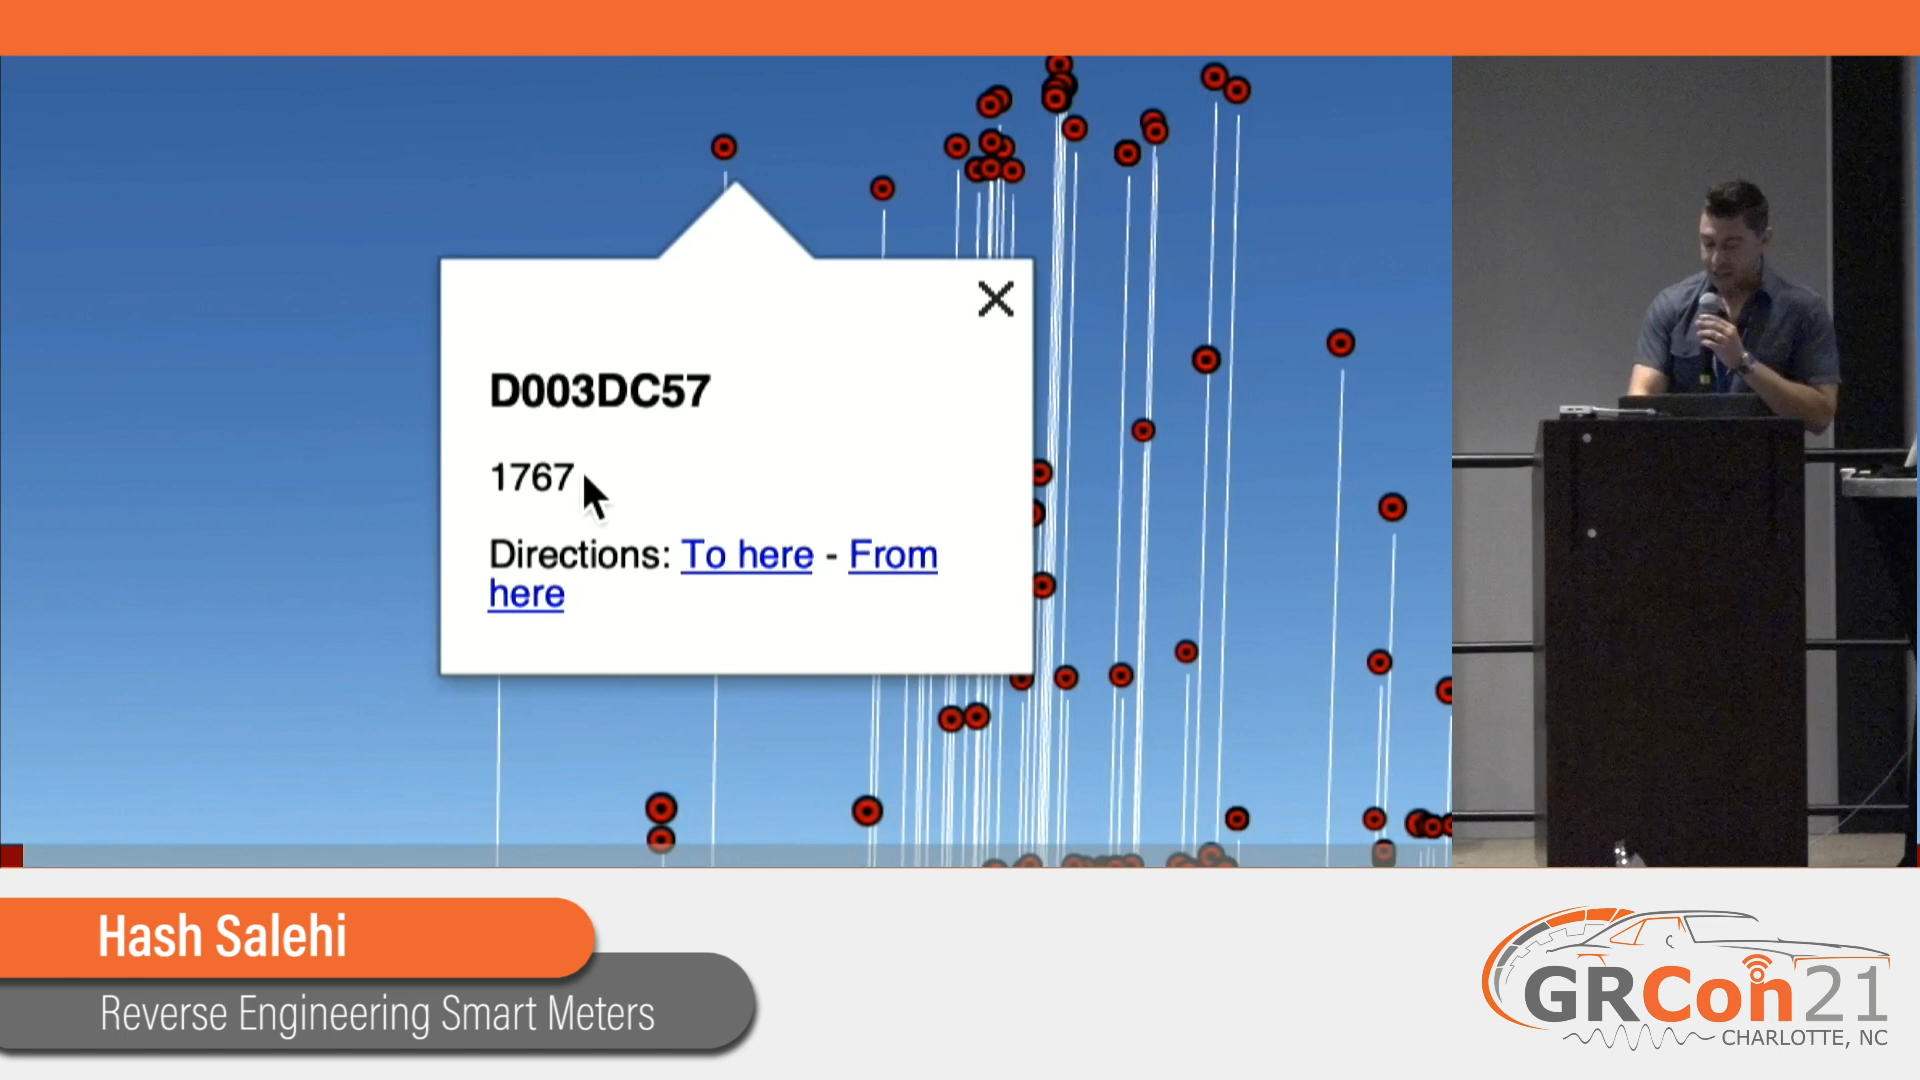 D003DC57
1767
Directions: To here - From
here
Hash Salehi
Reverse Engineering Smart Meters
GRCon21
CHARLOTTE, NC